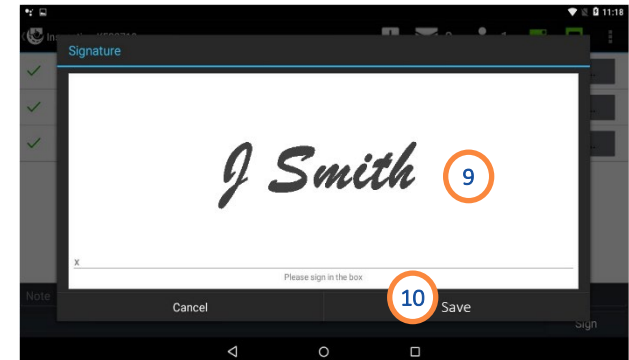 11:18
Signature
J Smith
9
x
Please sign in the box
10
Cancel
Save
Note
Sign